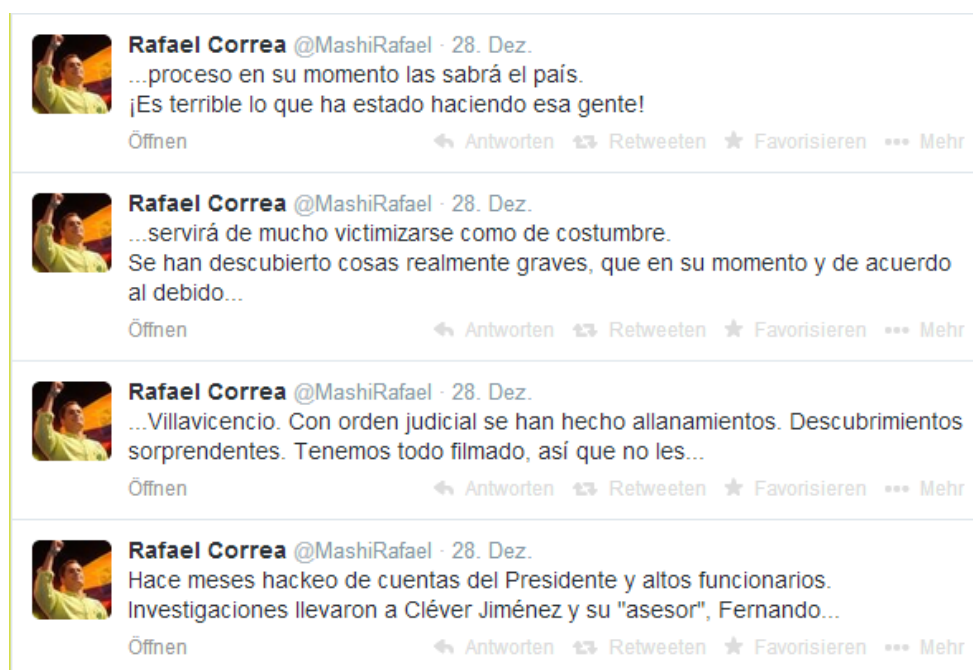 Rafael Correa @MashiRafael · 28. Dez.
...proceso en su momento las sabrá el país.
¡Es terrible lo que ha estado haciendo esa gente!
Öffnen Antworten Retweeten Favorisieren Mehr
Rafael Correa @MashiRafael · 28. Dez.
...servirá de mucho victimizarse como de costumbre.
Se han descubierto cosas realmente graves, que en su momento y de acuerdo
al debido...
Öffnen Antworten Retweeten Favorisieren Mehr
Rafael Correa @MashiRafael · 28. Dez.
...Villavicencio. Con orden judicial se han hecho allanamientos. Descubrimientos
sorprendentes. Tenemos todo filmado, así que no les...
Öffnen Antworten Retweeten Favorisieren Mehr
Rafael Correa @MashiRafael · 28. Dez.
Hace meses hackeo de cuentas del Presidente y altos funcionarios.
Investigaciones llevaron a Cléver Jiménez y su "asesor", Fernando...
Öffnen Antworten Retweeten Favorisieren Mehr